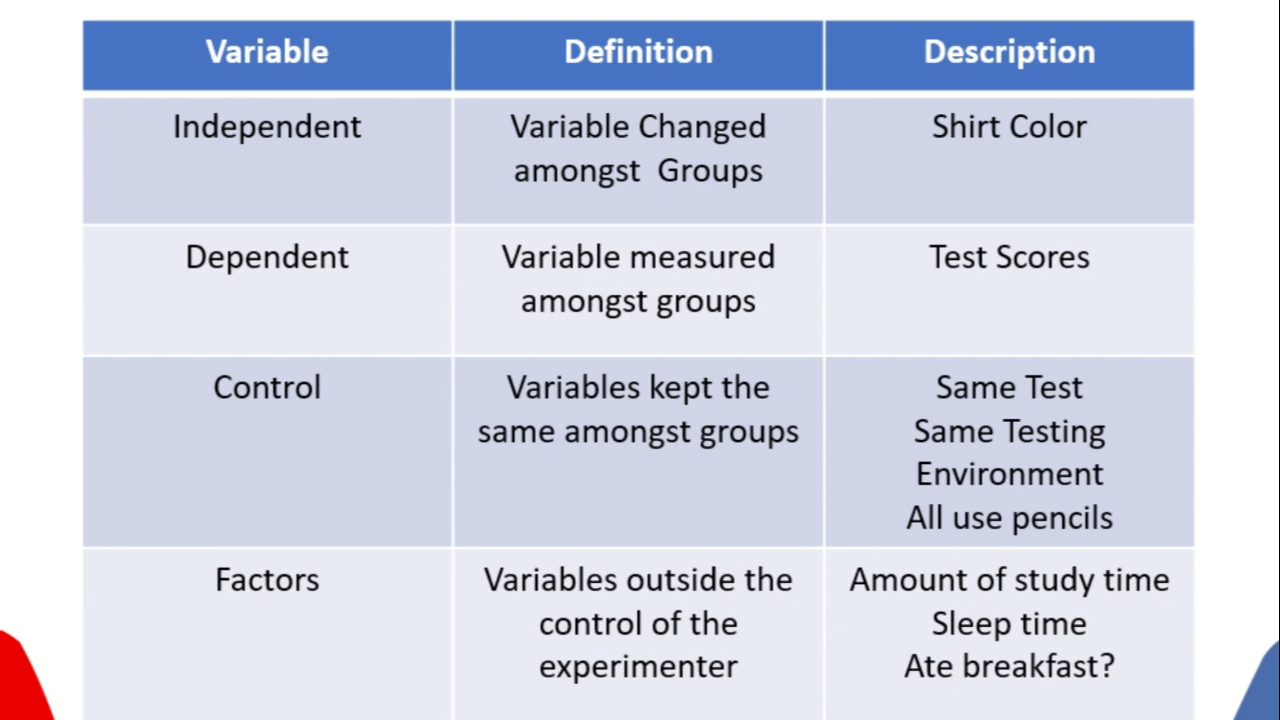 Variable Definition Description
Independent
Variable Changed
amongst  Groups
Shirt Color
Dependent
Variable measured
amongst groups
Test Scores
Control
Variables kept the
same amongst groups
Same Test
Same Testing
Environment
All use pencils
Factors
Variables outside the
control of the
experimenter
Amount of study time
Sleep time
Ate breakfast?